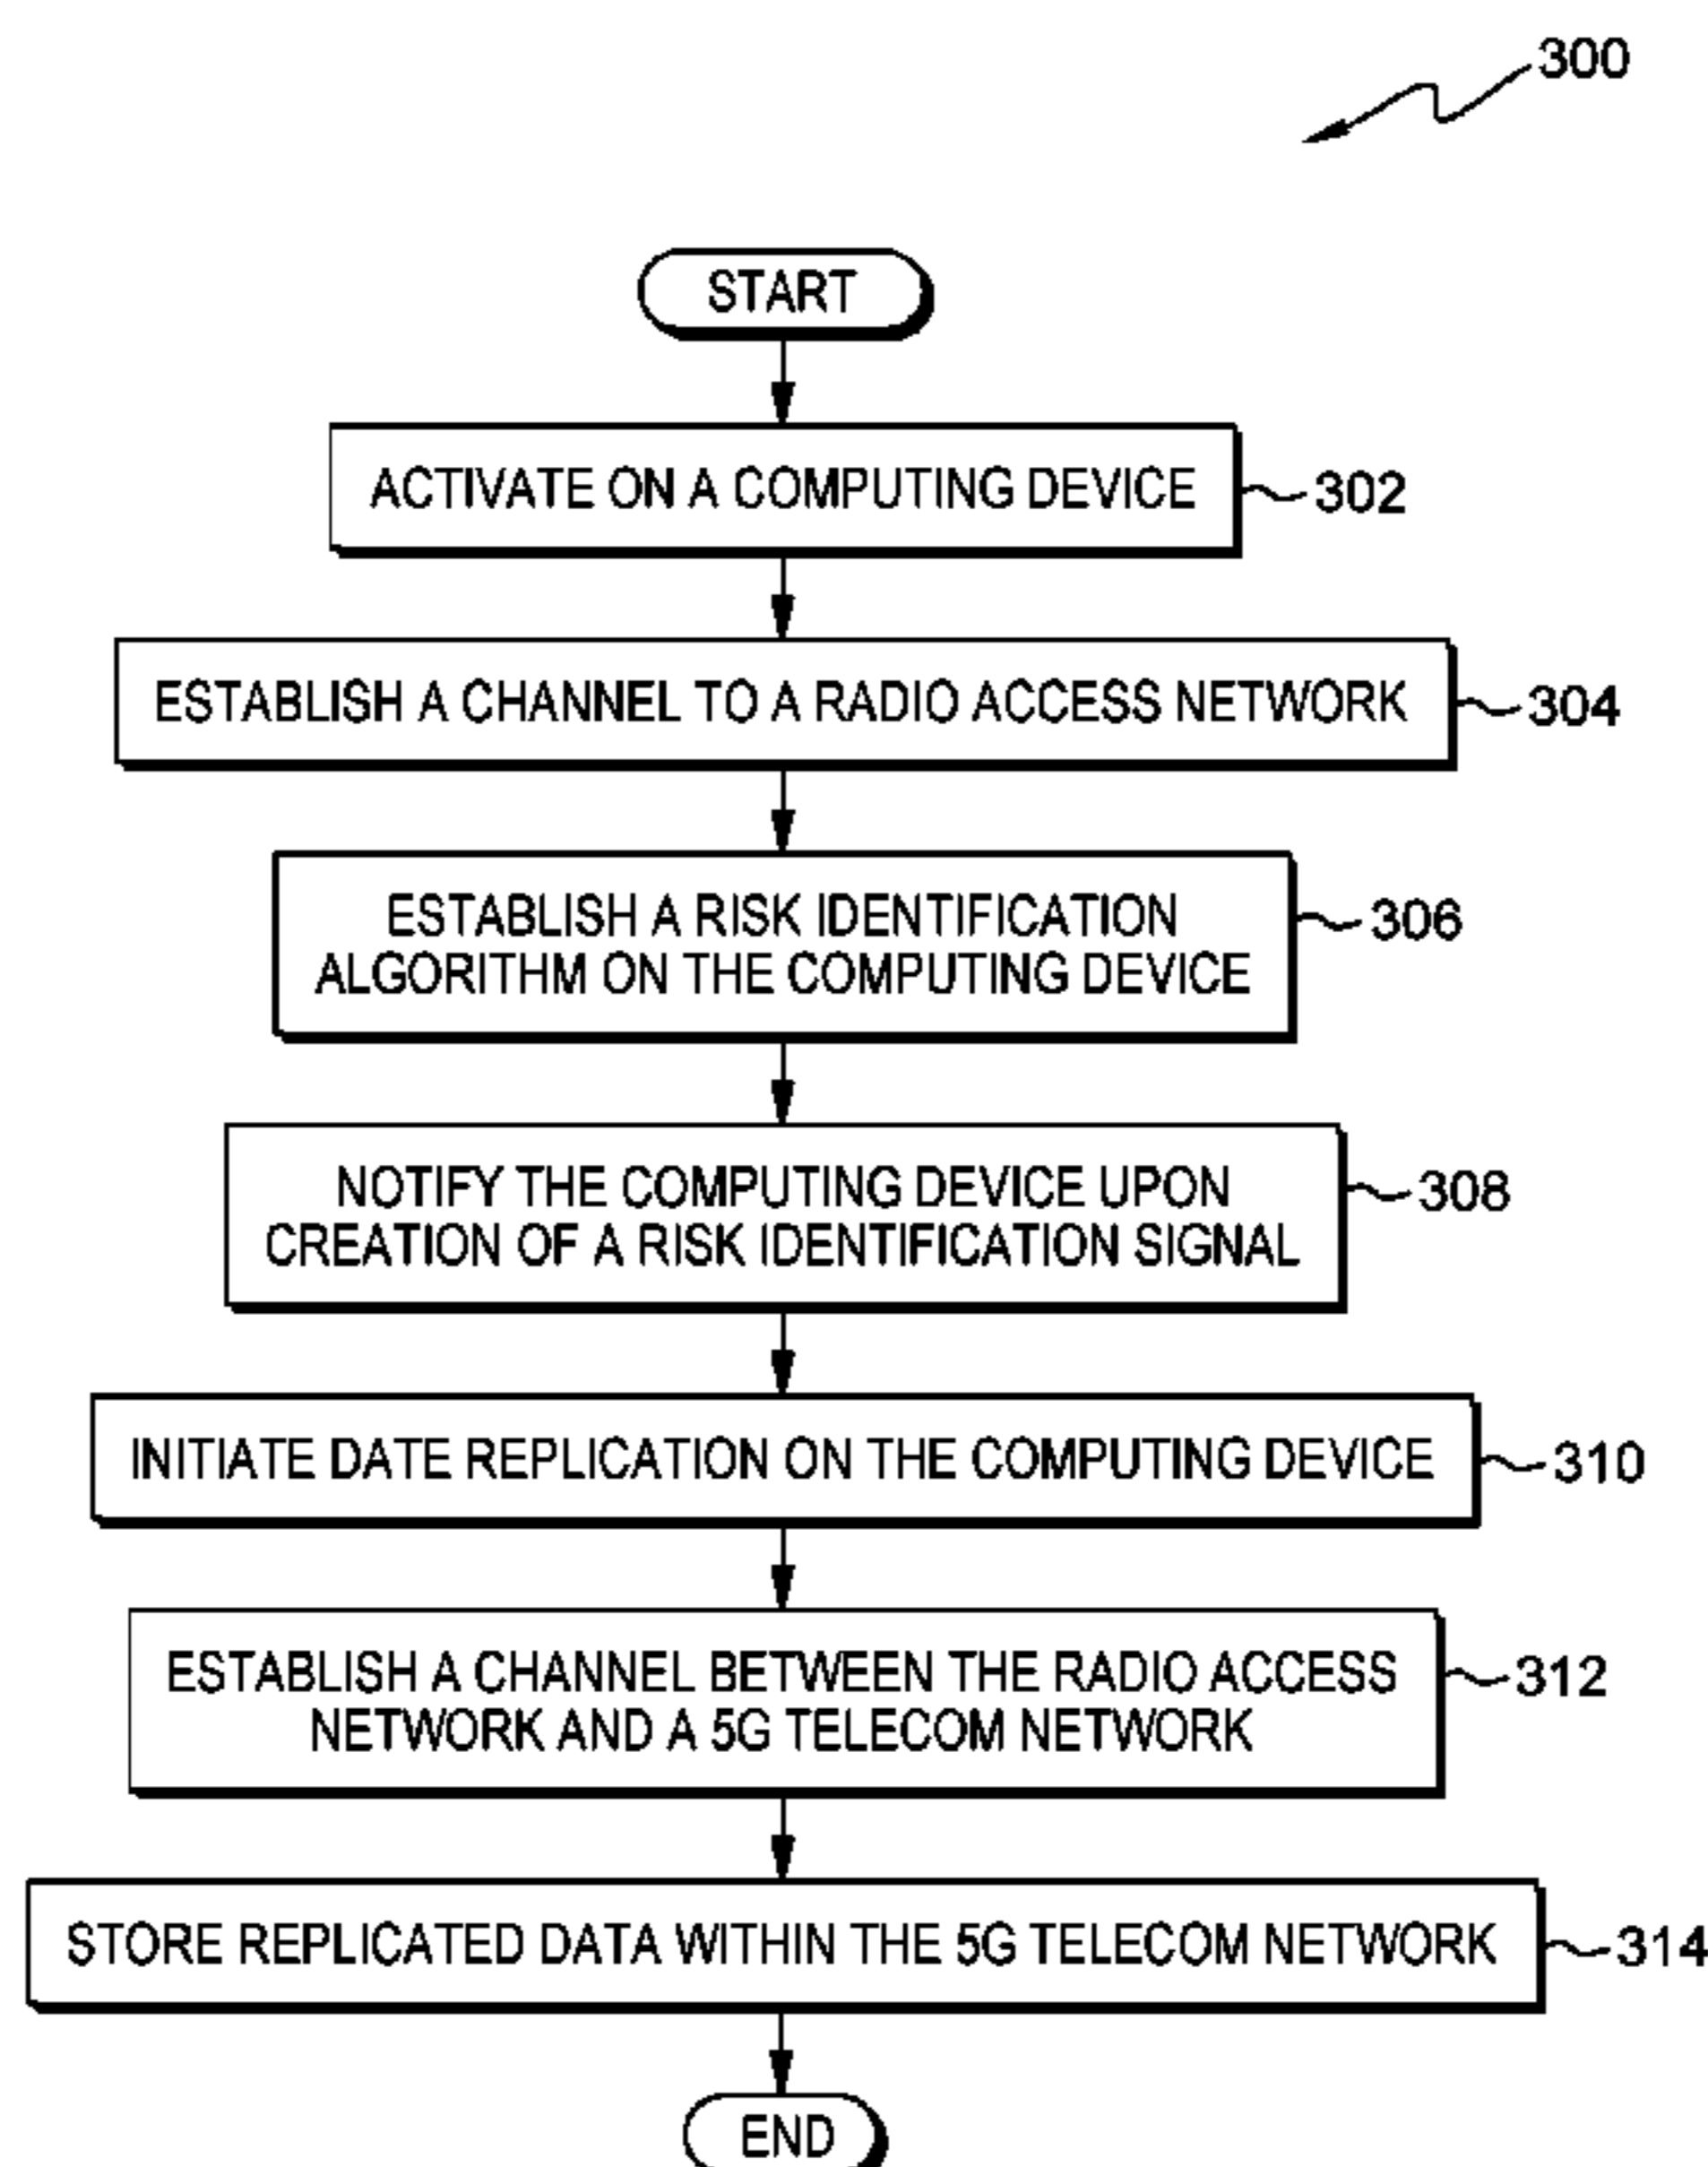 300
START
ACTIVATE ON A COMPUTING DEVICE
302
ESTABLISH A CHANNEL TO A RADIO ACCESS NETWORK
304
ESTABLISH A RISK IDENTIFICATION
ALGORITHM ON THE COMPUTING DEVICE
306
NOTIFY THE COMPUTING DEVICE UPON
CREATION OF A RISK IDENTIFICATION SIGNAL
308
INITIATE DATE REPLICATION ON THE COMPUTING DEVICE
310
ESTABLISH A CHANNEL BETWEEN THE RADIO ACCESS
NETWORK AND A 5G TELECOM NETWORK
312
STORE REPLICATED DATA WITHIN THE 5G TELECOM NETWORK
314
END